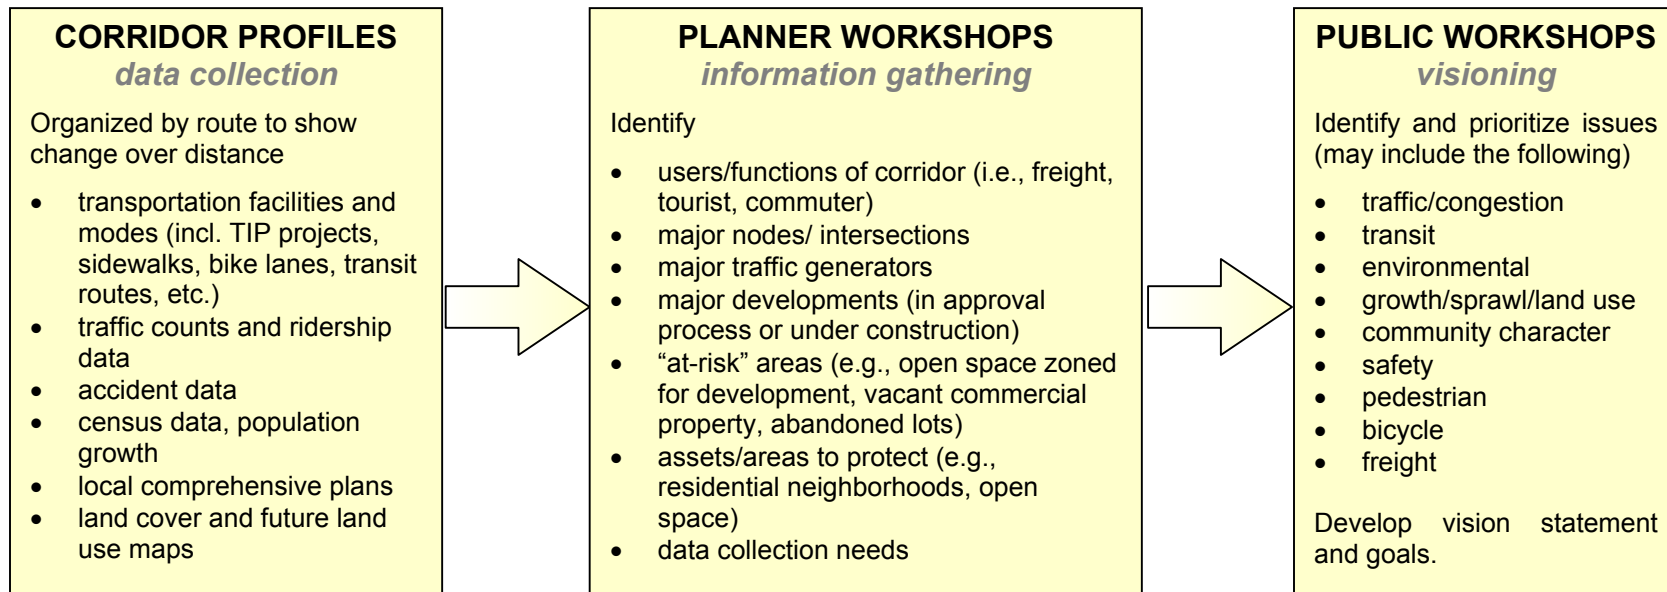 CORRIDOR PROFILES
data collection
Organized by route to show
change over distance
• transportation facilities and
modes (incl. TIP projects,
sidewalks, bike lanes, transit
routes, etc.)
• traffic counts and ridership
data
• accident data
• census data, population
growth
• local comprehensive plans
• land cover and future land
use maps
PLANNER WORKSHOPS
information gathering
Identify
• users/functions of corridor (i.e., freight,
tourist, commuter)
• major nodes/ intersections
• major traffic generators
• major developments (in approval
process or under construction)
• “at-risk” areas (e.g., open space zoned
for development, vacant commercial
property, abandoned lots)
• assets/areas to protect (e.g.,
residential neighborhoods, open
space)
• data collection needs
PUBLIC WORKSHOPS
visioning
Identify and prioritize issues
(may include the following)
• traffic/congestion
• transit
• environmental
• growth/sprawl/land use
• community character
• safety
• pedestrian
• bicycle
• freight
Develop vision statement
and goals.